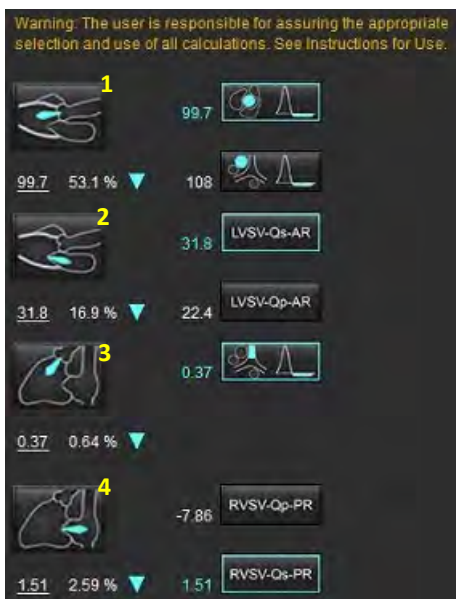 Warning: The user is responsible for assuring the appropriate
selection and use of all calculations. See Instructions for Use.
1
99.7
99.7 53.1 % 108
2
31.8 LVSV-Qs-AR
31.8 16.9 % 22.4 LVSV-Qp-AR
3
0.37
0.37 0.64 %
4
-7.86 RVSV-Qp-PR
1.51 2.59 % 1.51 RVSV-Qs-PR